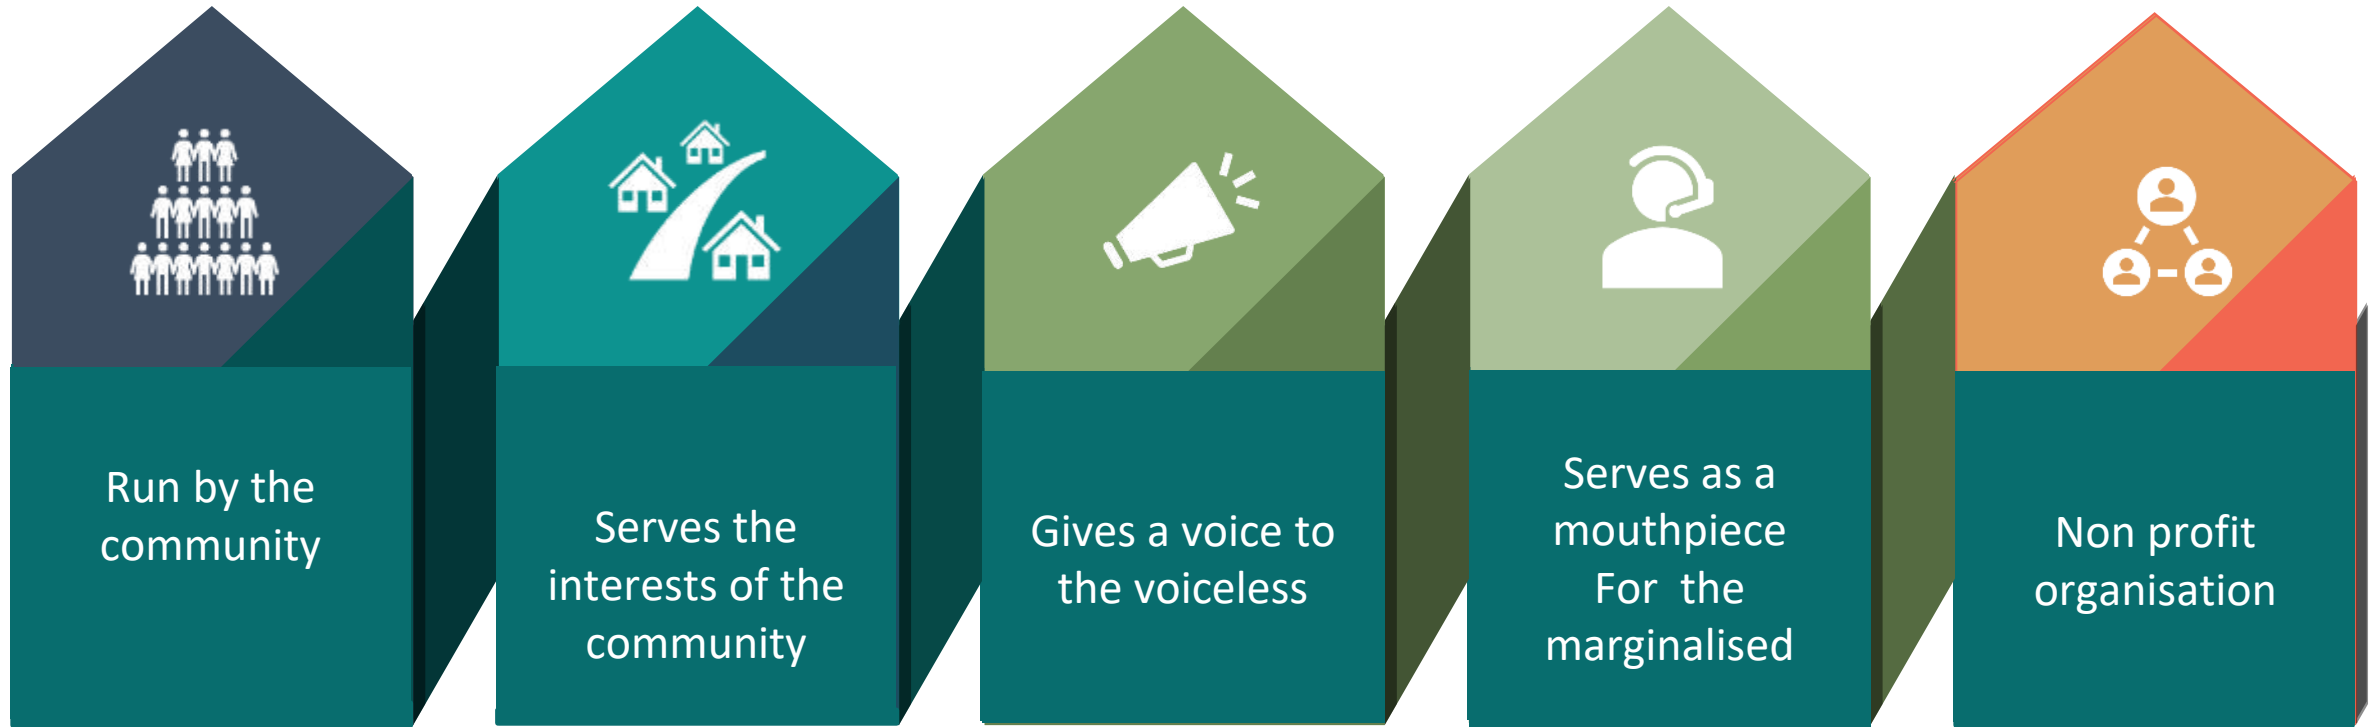 Run by the
community
Serves the
interests of the
community
Gives a voice to
the voiceless
Serves as a
mouthpiece
For the
marginalised
Non profit
organisation